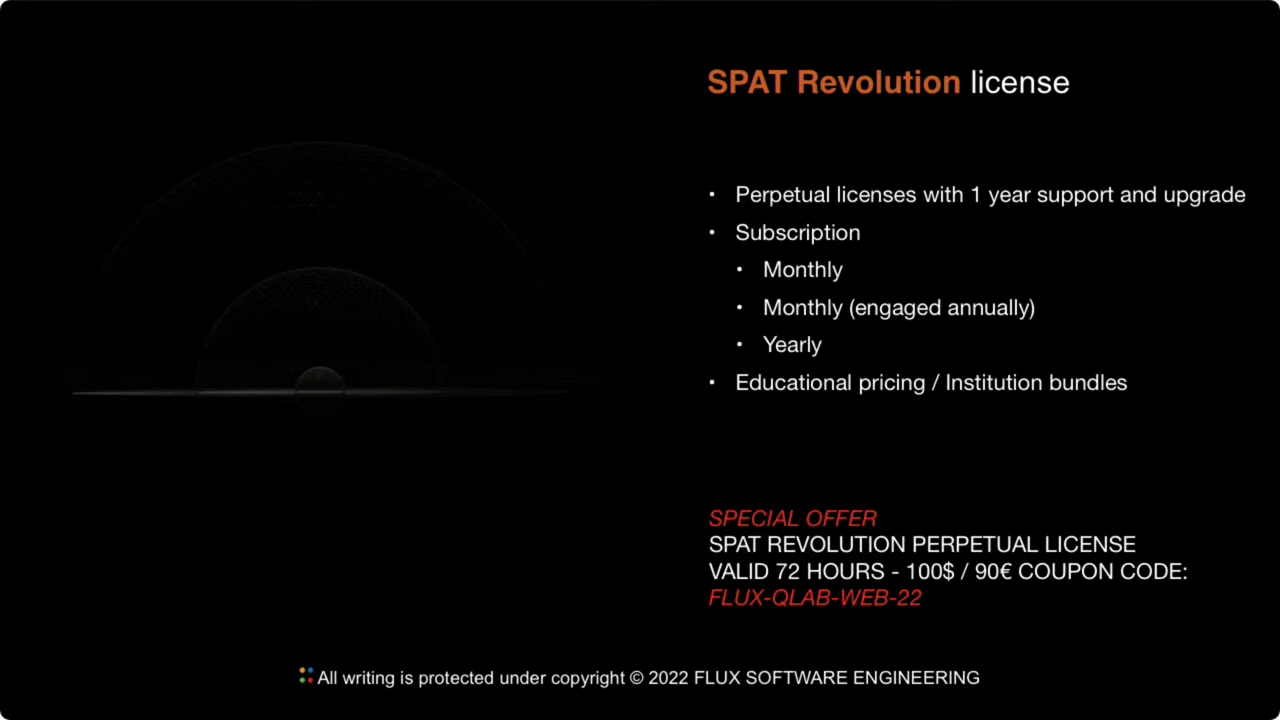 SPAT Revolution license
• Perpetual licenses with 1 year support and upgrade
• Subscription
• Monthly
• Monthly (engaged annually)
• Yearly
• Educational pricing / Institution bundles
SPECIAL OFFER
SPAT REVOLUTION PERPETUAL LICENSE
VALID 72 HOURS - 100$ / 90€ COUPON CODE:
FLUX-QLAB-WEB-22
All writing is protected under copyright © 2022 FLUX SOFTWARE ENGINEERING